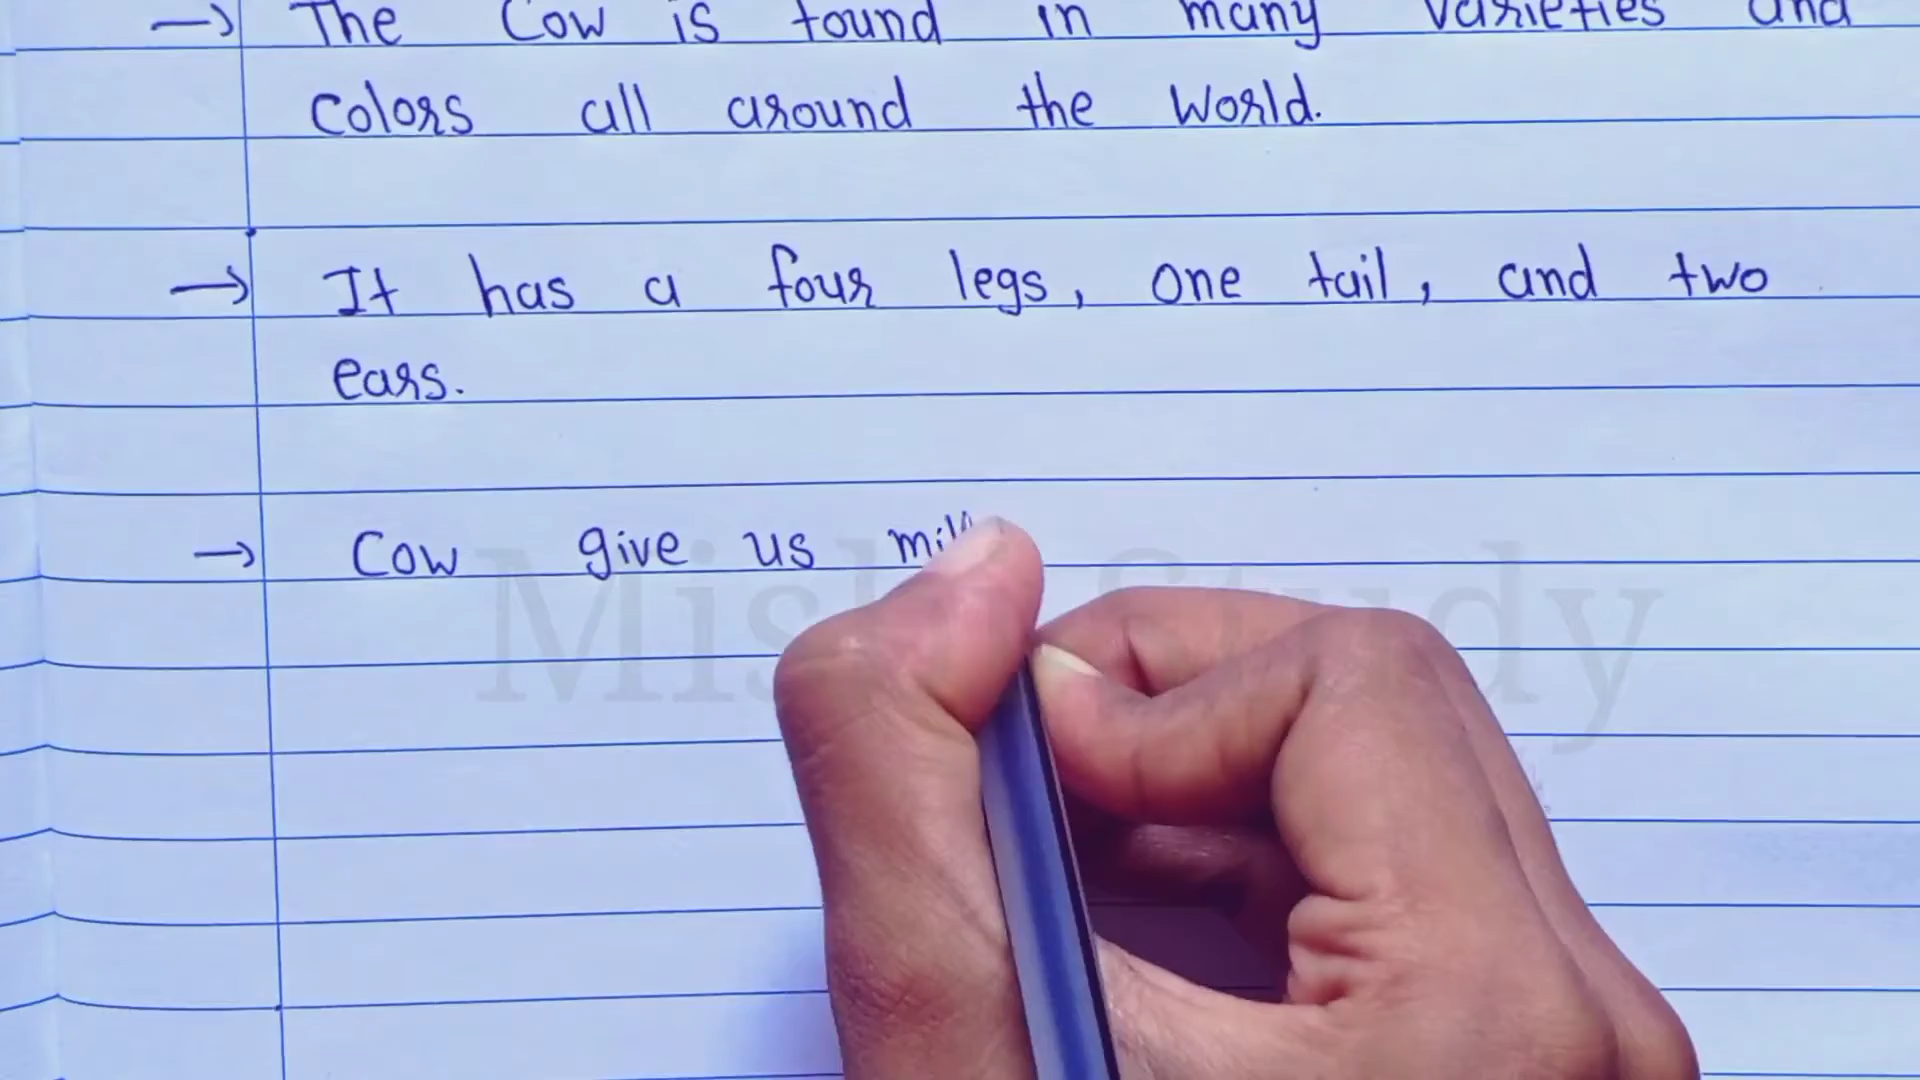 → The Cow is found in many varieties and
colors all around the world.
→ It has a four legs, one tail, and two
ears.
→ Cow give us